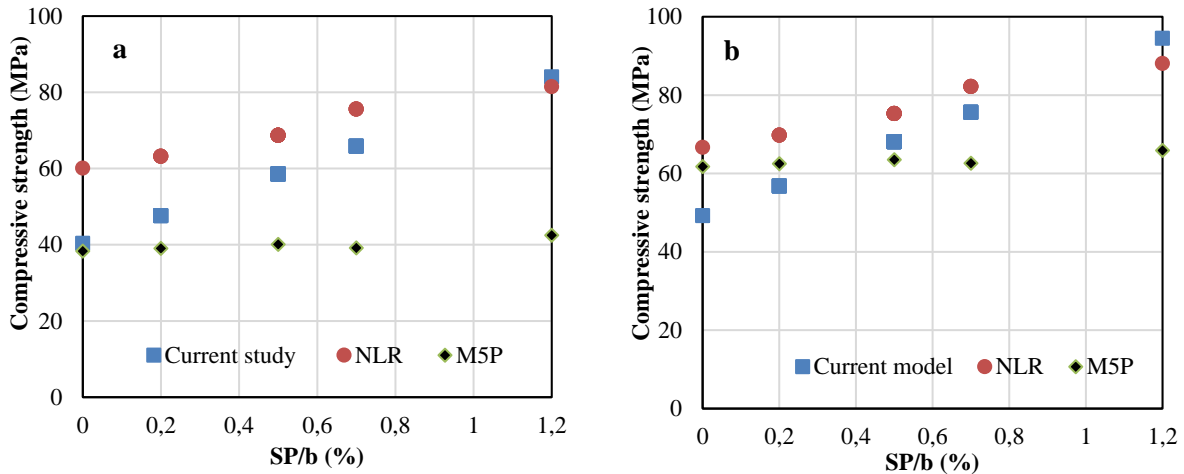 a
Compressive strength (MPa)
100
80
60
40
20
0
Current study NLR M5P
0 0,2 0,4 0,6 0,8 1 1,2
SP/b (%)
b
Compressive strength (MPa)
100
80
60
40
20
0
Current model NLR M5P
0 0,2 0,4 0,6 0,8 1 1,2
SP/b (%)